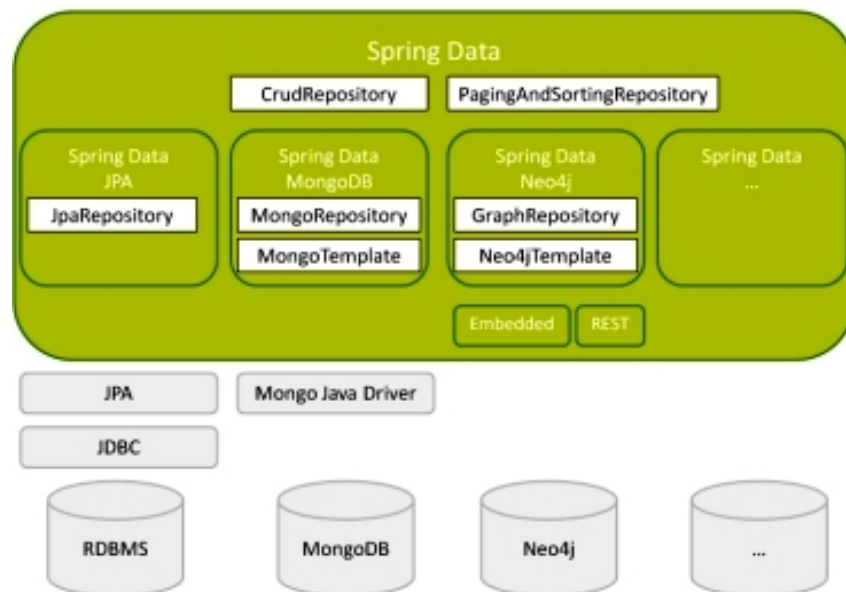 Spring Data
CrudRepository
PagingAndSortingRepository
Spring Data
JPA
JpaRepository
Spring Data
MongoDB
MongoRepository
MongoTemplate
Spring Data
Neo4j
GraphRepository
Neo4jTemplate
Spring Data
...
Embedded
REST
JPA
Mongo Java Driver
JDBC
RDBMS
MongoDB
Neo4j
...